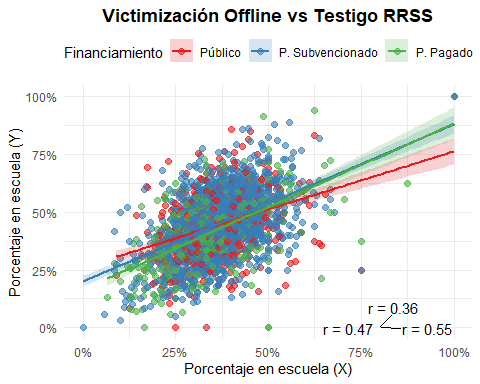 Victimización Offline vs Testigo RRSS
Financiamiento Público P. Subvencionado P. Pagado
Porcentaje en escuela (Y)
100%
75%
50%
25%
0%
r = 0.36
r = 0.47 r = 0.55
0% 25% 50% 75% 100%
Porcentaje en escuela (X)